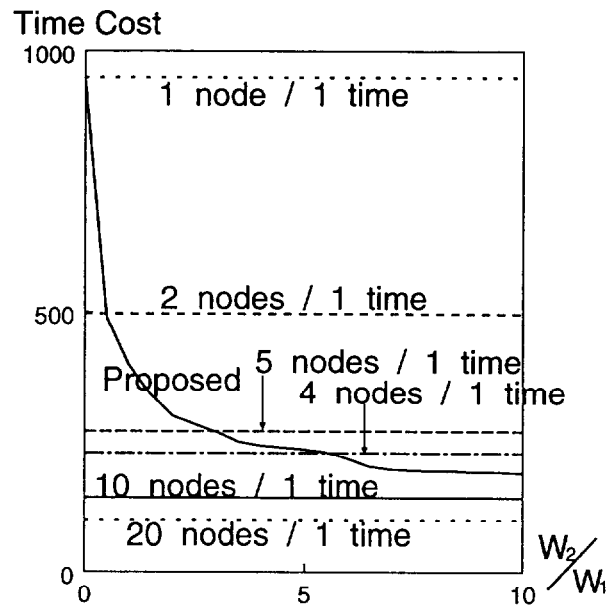 Time Cost
1000
1 node / 1 time
500
2 nodes / 1 time
5 nodes / 1 time
Proposed
4 nodes / 1 time
10 nodes / 1 time
20 nodes / 1 time
0
0
5
10
W2/W1